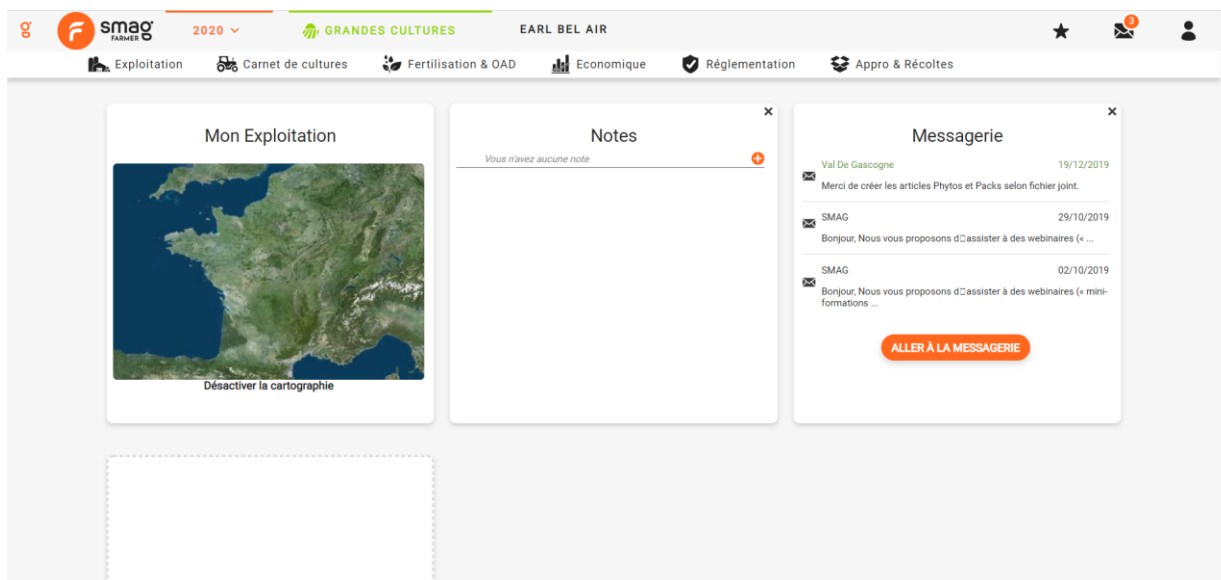 g
smag
FARMER
2020
GRANDES CULTURES
EARL BEL AIR
3
Exploitation
Carnet de cultures
Fertilisation & OAD
Economique
Réglementation
Appro & Récoltes
Mon Exploitation
Désactiver la cartographie
Notes
Vous n'avez aucune note
Messagerie
Val De Gascogne 19/12/2019
Merci de créer les articles Phytos et Packs selon fichier joint.
SMAG 29/10/2019
Bonjour, Nous vous proposons d□assister à des webinaires (« ...
SMAG 02/10/2019
Bonjour, Nous vous proposons d□assister à des webinaires (« mini-
formations ...
ALLER À LA MESSAGERIE